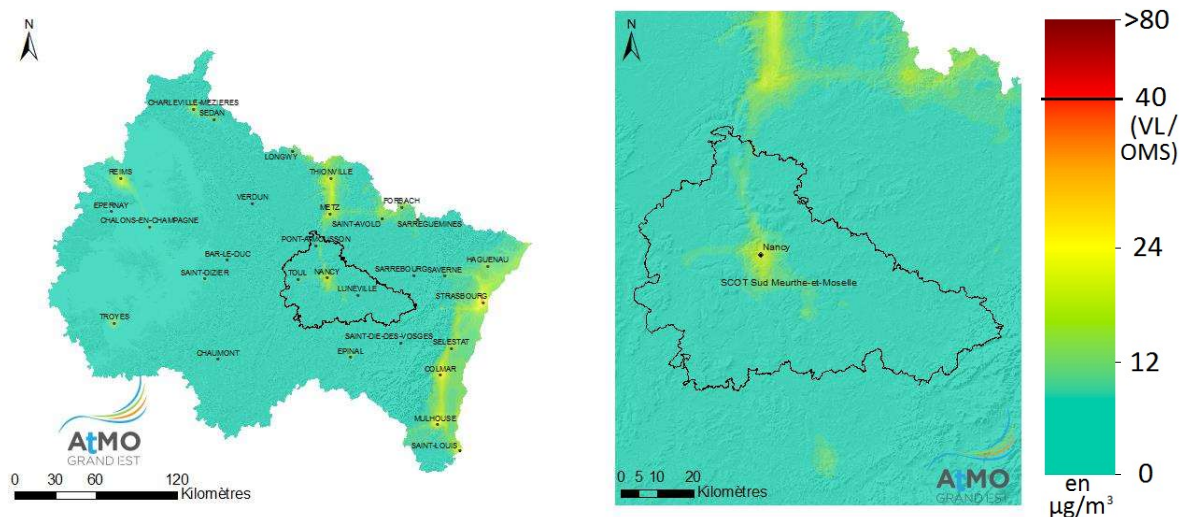 N
CHARLEVILLE-MEZIERES
SEDAN
LONGWY
REIMS
THIONVILLE
VERDUN
EPERNAY
METZ
FORBACH
CHALONS-EN-CHAMPAGNE
SAINT-AVOLD
SARREGUEMINES
PONT-A-MOUSSON
BAR-LE-DUC
HAGUENAU
SAINT-DIZIER
TOUL
NANCY
SARREBOURG
SAVERNE
LUNEVILLE
STRASBOURG
TROYES
SAINT-DIE-DES-VOSGES
SELESTAT
CHAUMONT
EPINAL
COLMAR
MULHOUSE
SAINT-LOUIS
AtMO
GRAND EST
0 30 60 120
Kilomètres
N
Nancy
SCOT Sud Meurthe-et-Moselle
0 5 10 20
Kilomètres
AtMO
GRAND EST
>80
40
(VL/
OMS)
24
12
0
en
µg/m³